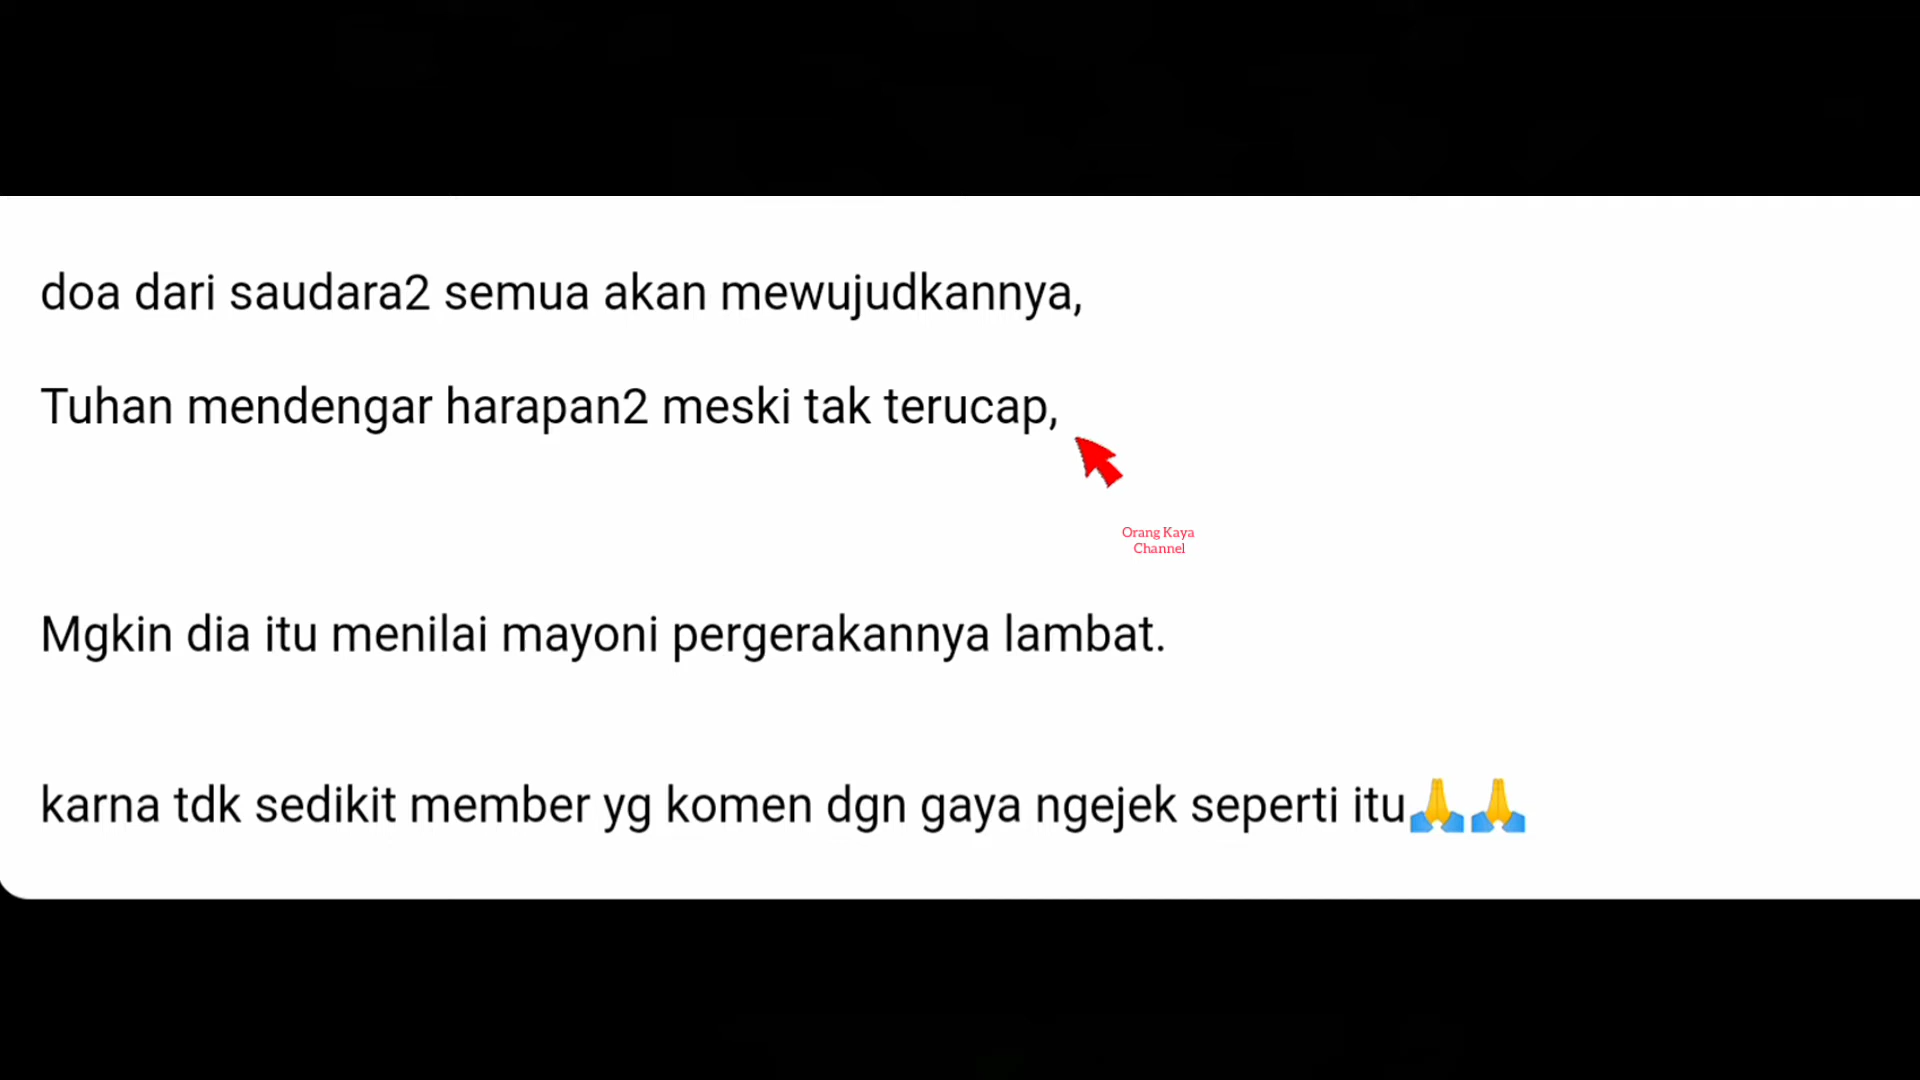 doa dari saudara2 semua akan mewujudkannya,
Tuhan mendengar harapan2 meski tak terucap,
Orang Kaya
Channel
Mgkin dia itu menilai mayoni pergerakannya lambat.
karna tdk sedikit member yg komen dgn gaya ngejek seperti itu🙏🙏